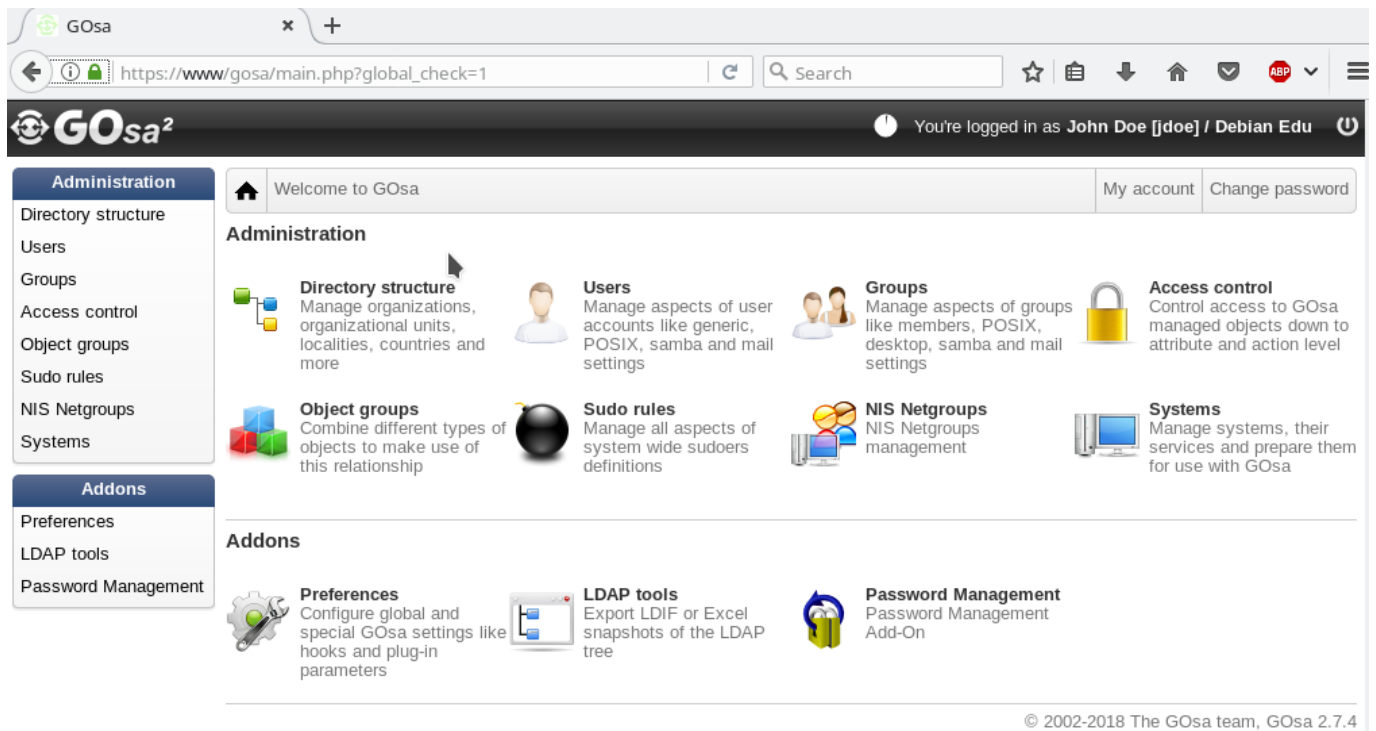 GOsa
https://www/gosa/main.php?global_check=1
Search
ABP
GOsa²
You're logged in as John Doe [jdoe] / Debian Edu
Administration
Directory structure
Users
Groups
Access control
Object groups
Sudo rules
NIS Netgroups
Systems
Addons
Preferences
LDAP tools
Password Management
Welcome to GOsa
My account
Change password
Administration
Directory structure
Manage organizations,
organizational units,
localities, countries and
more
Users
Manage aspects of user
accounts like generic,
POSIX, samba and mail
settings
Groups
Manage aspects of groups
like members, POSIX,
desktop, samba and mail
settings
Access control
Control access to GOsa
managed objects down to
attribute and action level
Object groups
Combine different types of
objects to make use of
this relationship
Sudo rules
Manage all aspects of
system wide sudoers
definitions
NIS Netgroups
NIS Netgroups
management
Systems
Manage systems, their
services and prepare them
for use with GOsa
Addons
Preferences
Configure global and
special GOsa settings like
hooks and plug-in
parameters
LDAP tools
Export LDIF or Excel
snapshots of the LDAP
tree
Password Management
Password Management
Add-On
© 2002-2018 The GOsa team, GOsa 2.7.4